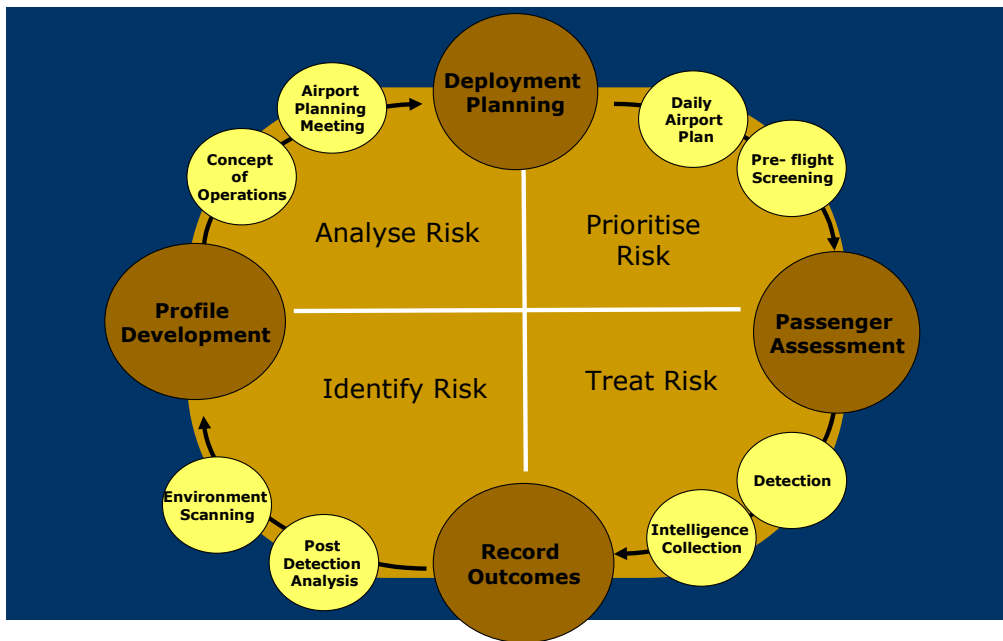 Deployment
Planning
Airport
Planning
Meeting
Daily
Airport
Plan
Concept
of
Operations
Pre- flight
Screening
Analyse Risk
Prioritise
Risk
Profile
Development
Passenger
Assessment
Identify Risk
Treat Risk
Environment
Scanning
Detection
Post
Detection
Analysis
Record
Outcomes
Intelligence
Collection